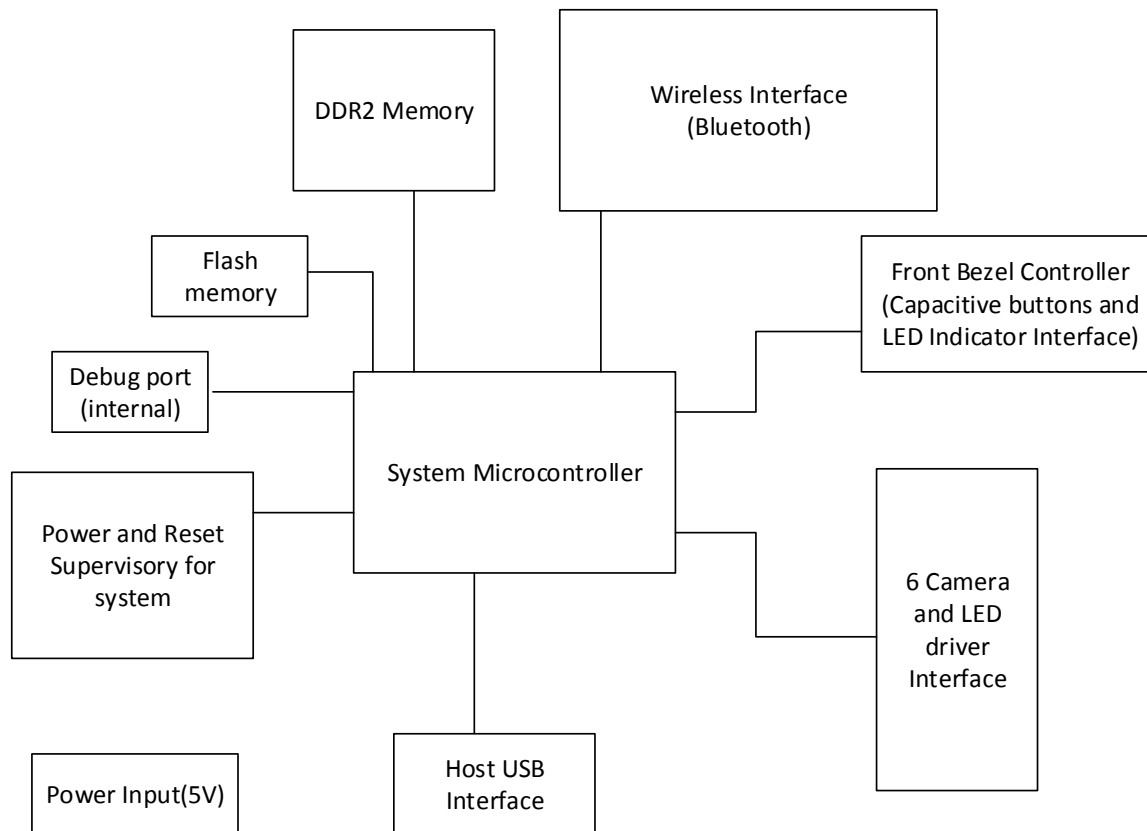 DDR2 Memory
Wireless Interface
(Bluetooth)
Flash
memory
Front Bezel Controller
(Capacitive buttons and
LED Indicator Interface)
Debug port
(internal)
System Microcontroller
Power and Reset
Supervisory for
system
6 Camera
and LED
driver
Interface
Host USB
Interface
Power Input(5V)